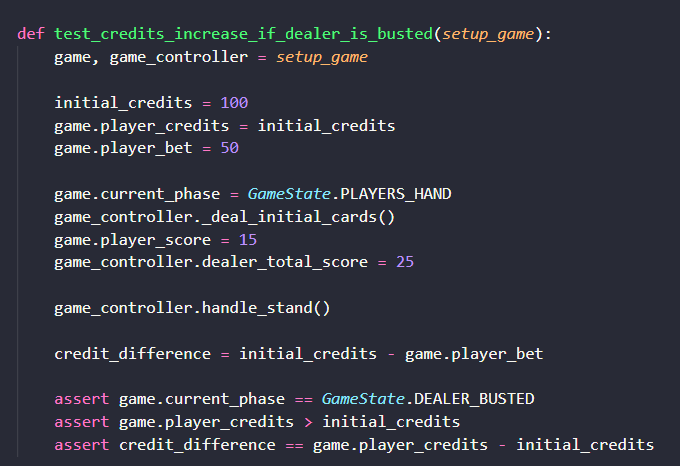 def test_credits_increase_if_dealer_is_busted(setup_game):
    game, game_controller = setup_game

    initial_credits = 100
    game.player_credits = initial_credits
    game.player_bet = 50

    game.current_phase = GameState.PLAYERS_HAND
    game_controller._deal_initial_cards()
    game.player_score = 15
    game_controller.dealer_total_score = 25

    game_controller.handle_stand()

    credit_difference = initial_credits - game.player_bet

    assert game.current_phase == GameState.DEALER_BUSTED
    assert game.player_credits > initial_credits
    assert credit_difference == game.player_credits - initial_credits